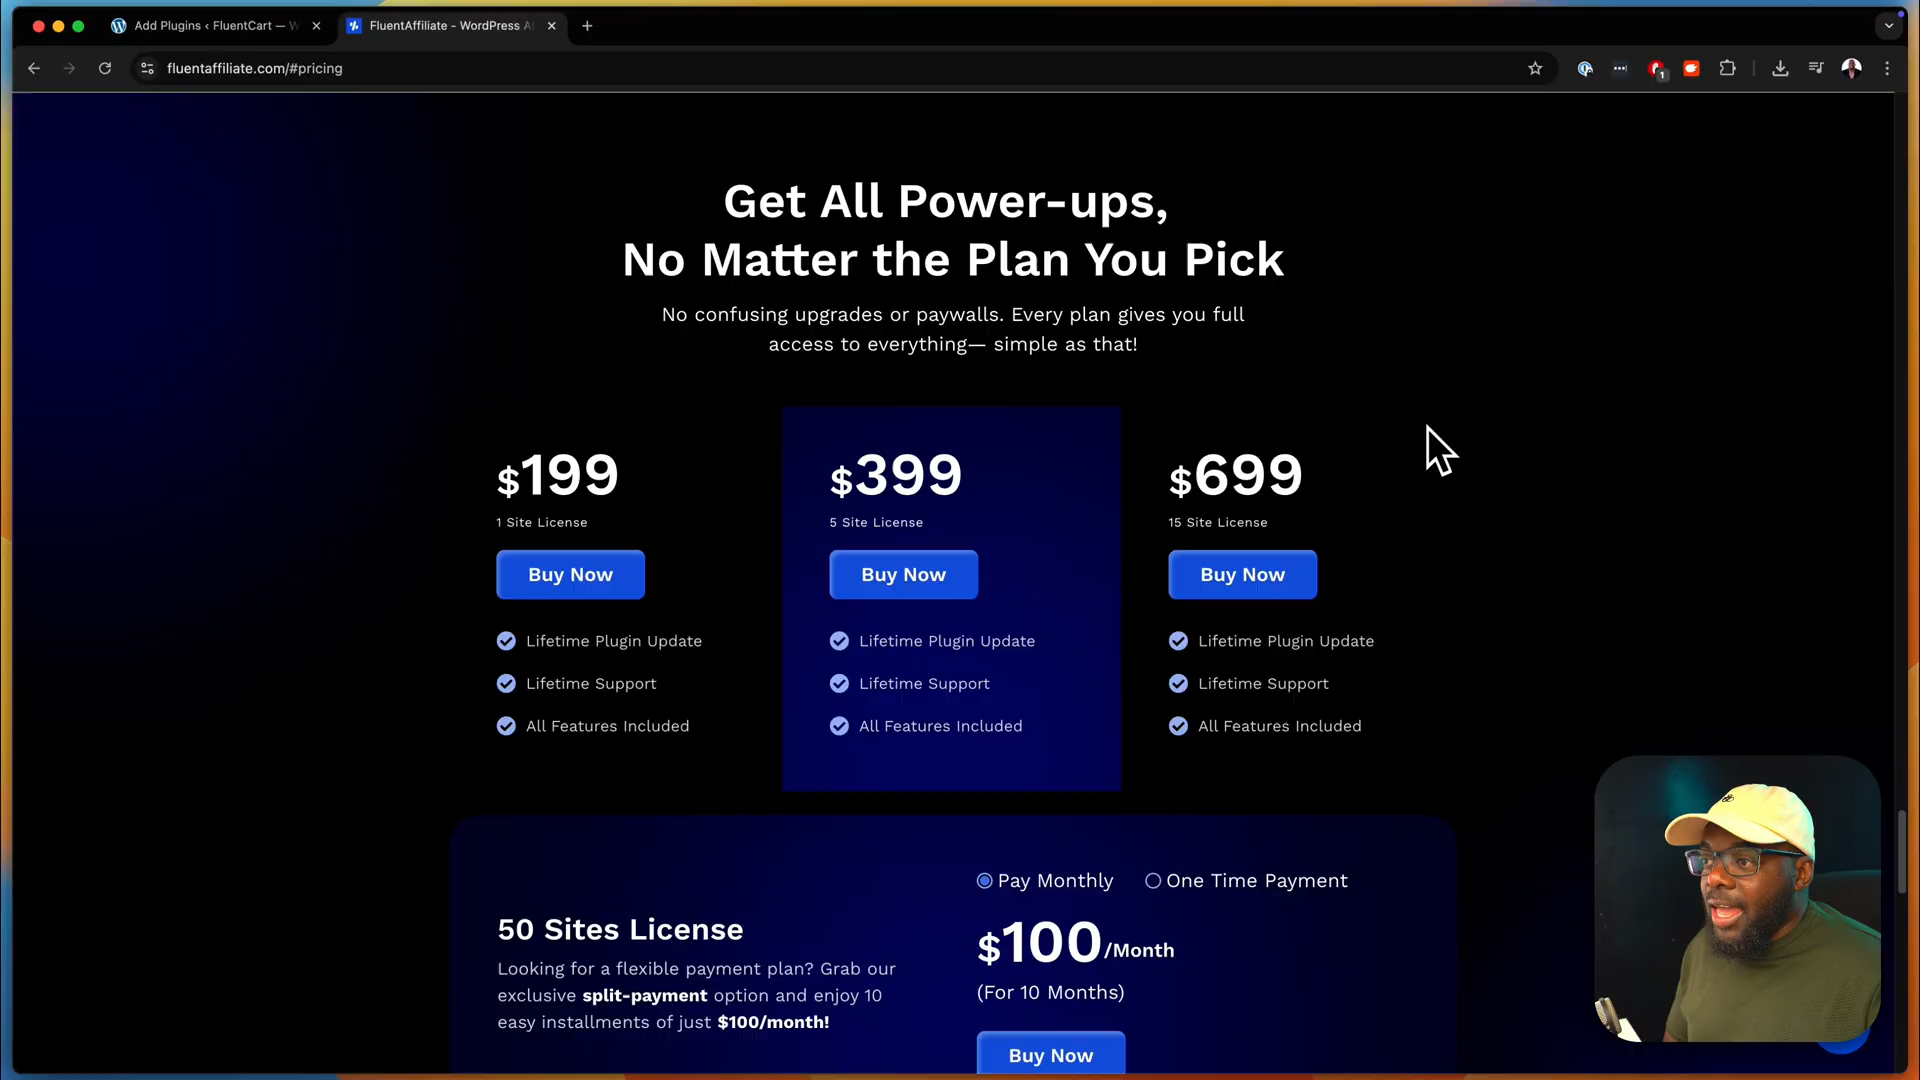 Add Plugins ‹ FluentCart —
FluentAffiliate - WordPress A
fluentaffiliate.com/#pricing
1
Get All Power-ups,
No Matter the Plan You Pick
No confusing upgrades or paywalls. Every plan gives you full
access to everything— simple as that!
$199
1 Site License
Buy Now
Lifetime Plugin Update
Lifetime Support
All Features Included
$399
5 Site License
Buy Now
Lifetime Plugin Update
Lifetime Support
All Features Included
$699
15 Site License
Buy Now
Lifetime Plugin Update
Lifetime Support
All Features Included
50 Sites License
Looking for a flexible payment plan? Grab our
exclusive split-payment option and enjoy 10
easy installments of just $100/month!
Pay Monthly
One Time Payment
$100/Month
(For 10 Months)
Buy Now